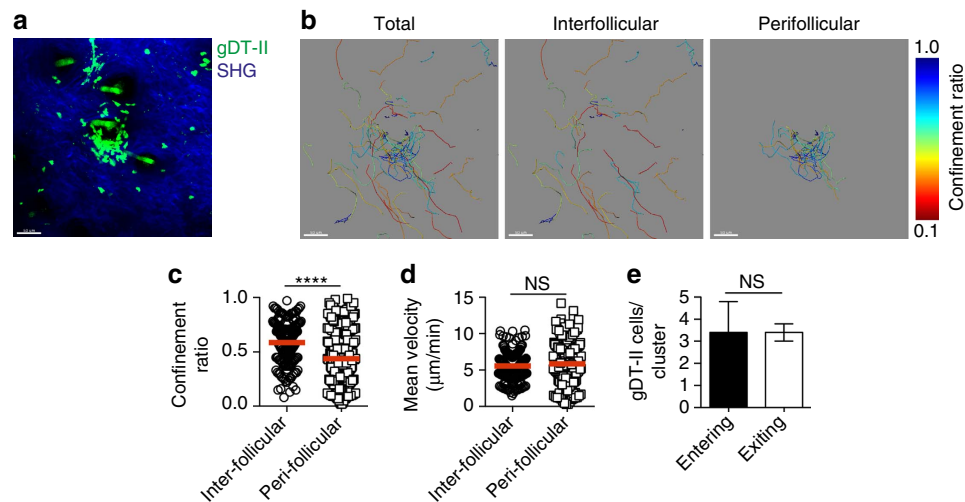 a
gDT-II
SHG
b
Total
Interfollicular
Perifollicular
1.0
Confinement ratio
0.1
c
****
Confinement
ratio
1.0
0.5
0.0
Inter-follicular
Peri-follicular
d
NS
Mean velocity
(µm/min)
15
10
5
0
Inter-follicular
Peri-follicular
e
NS
gDT-II cells/
cluster
5
4
3
2
1
0
Entering
Exiting